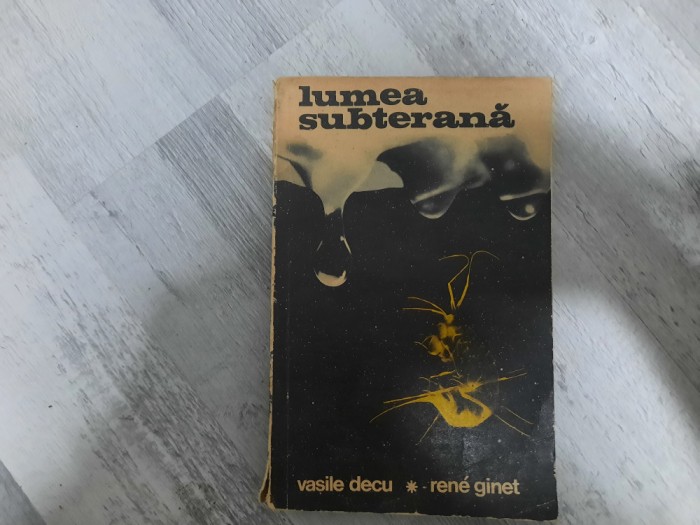 lumea
subterană
vasile decu * rené ginet